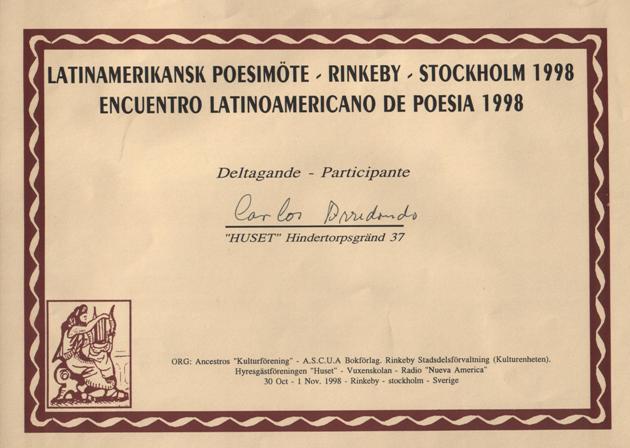 LATINAMERIKANSK POESIMÖTE - RINKEBY - STOCKHOLM 1998
ENCUENTRO LATINOAMERICANO DE POESIA 1998
Deltagande - Participante
Carlos Arredondo
"HUSET" Hindertorpsgränd 37
ORG: Ancestros "Kulturförening" - A.S.C.U.A Bokförlag. Rinkeby Stadsdelsförvaltning (Kulturenheten).
Hyresgästföreningen "Huset" - Vuxenskolan - Radio "Nueva America"
30 Oct - 1 Nov. 1998 - Rinkeby - stockholm - Sverige